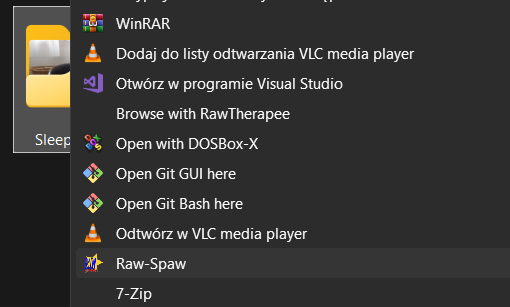 WinRAR
Dodaj do listy odtwarzania VLC media player
Otwórz w programie Visual Studio
Browse with RawTherapee
Open with DOSBox-X
Sleep
Open Git GUI here
Open Git Bash here
Odtwórz w VLC media player
Raw-Spaw
7-Zip